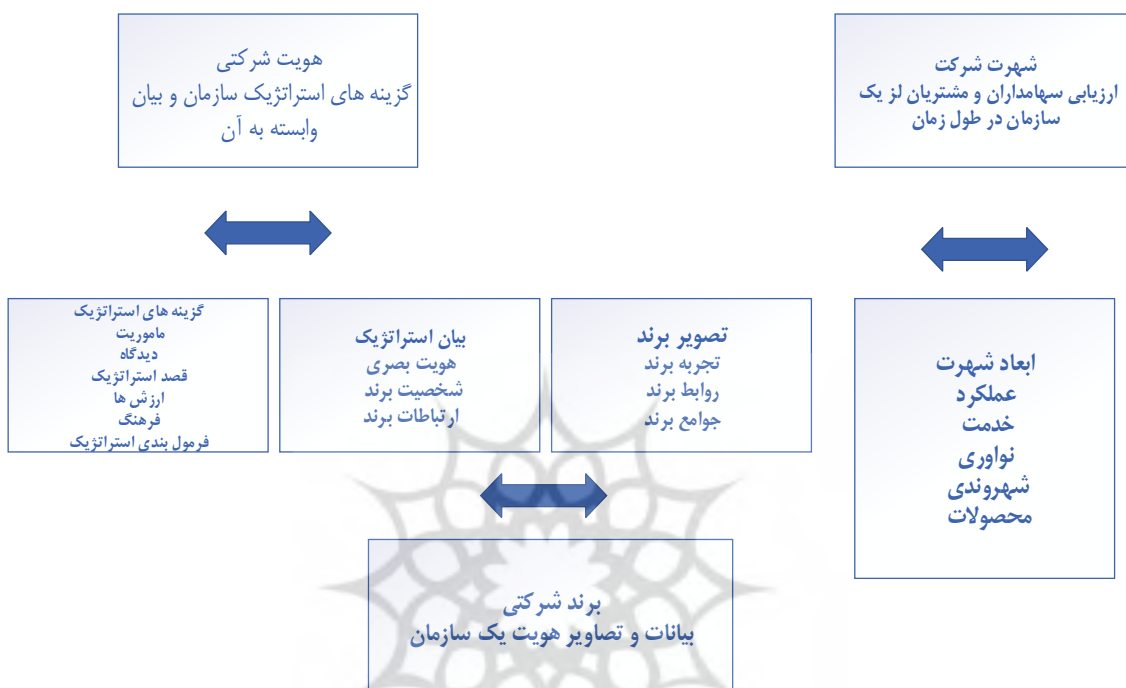 هویت شرکتی
گزینه های استراتژیک سازمان و بیان
وابسته به آن
شهرت شرکت
ارزیابی سهامداران و مشتریان لز یک
سازمان در طول زمان
گزینه های استراتژیک
ماموریت
دیدگاه
قصد استراتژیک
ارزش ها
فرهنگ
فرمول بندی استراتژیک
بیان استراتژیک
هویت بصری
شخصیت برند
ارتباطات برند
تصویر برند
تجربه برند
روابط برند
جوامع برند
ابعاد شهرت
عملکرد
خدمت
نواوری
شهروندی
محصولات
برند شرکتی
بیانات و تصاویر هویت یک سازمان